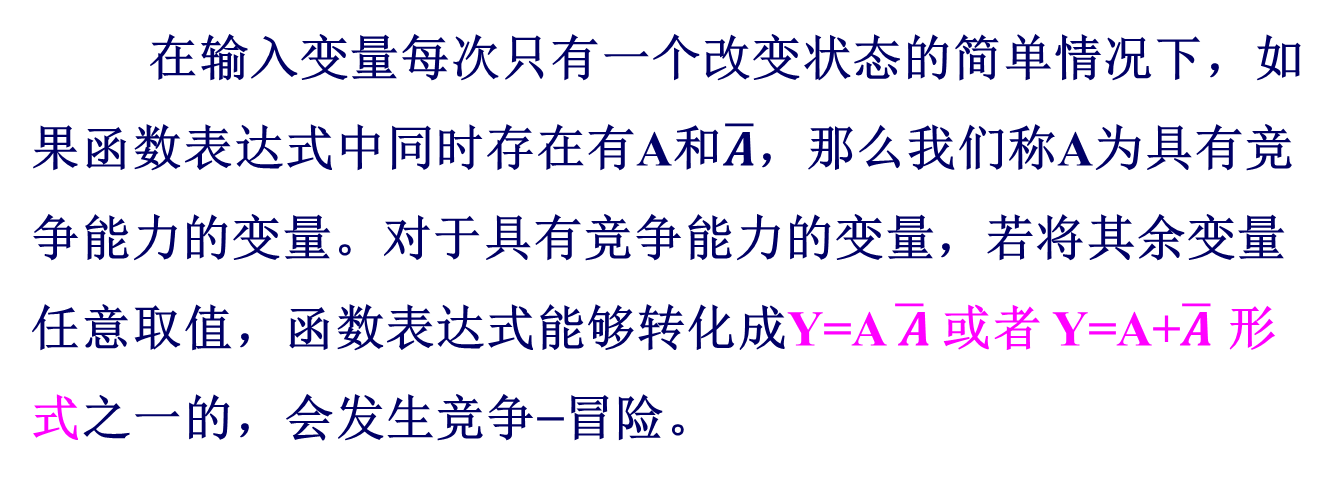 在输入变量每次只有一个改变状态的简单情况下，如
果函数表达式中同时存在有A和A̅，那么我们称A为具有竞
争能力的变量。对于具有竞争能力的变量，若将其余变量
任意取值，函数表达式能够转化成Y=A A̅ 或者 Y=A+A̅ 形
式之一的，会发生竞争–冒险。